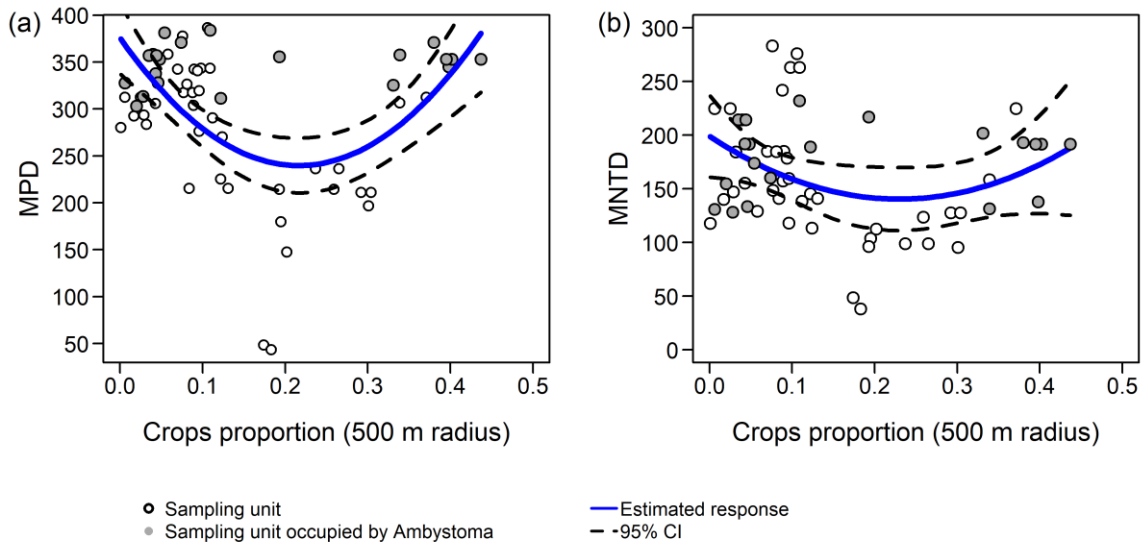 (a)
400
350
300
250
200
150
100
50
MPD
0.0 0.1 0.2 0.3 0.4 0.5
Crops proportion (500 m radius)
(b)
300
250
200
150
100
50
0
MNTD
0.0 0.1 0.2 0.3 0.4 0.5
Crops proportion (500 m radius)
Sampling unit
Sampling unit occupied by Ambystoma
Estimated response
95% CI